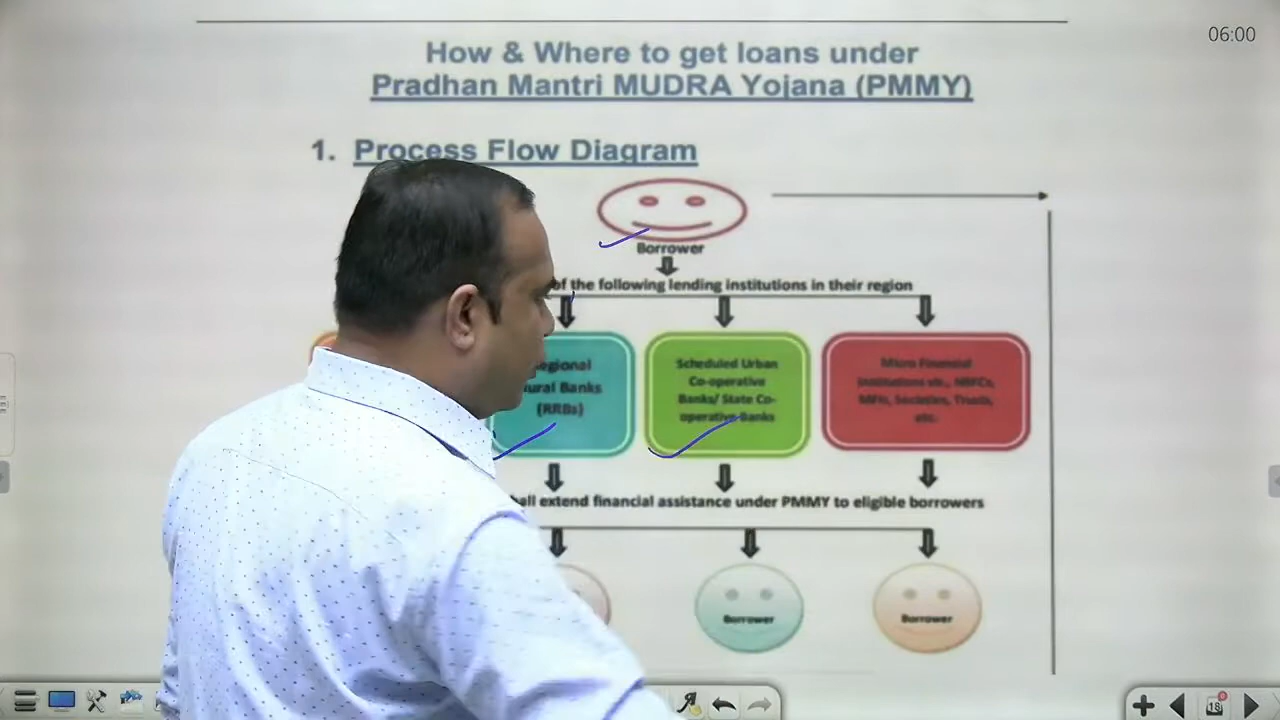 06:00
How & Where to get loans under
Pradhan Mantri MUDRA Yojana (PMMY)
1. Process Flow Diagram
Borrower
of the following lending institutions in their region
Regional
Rural Banks
(RRBs)
Scheduled Urban
Co-operative
Banks/ State Co-
operative Banks
Micro Financial
Institutions viz., NBFCs,
MFIs, Societies, Trusts,
etc.
shall extend financial assistance under PMMY to eligible borrowers
Borrower
Borrower
18